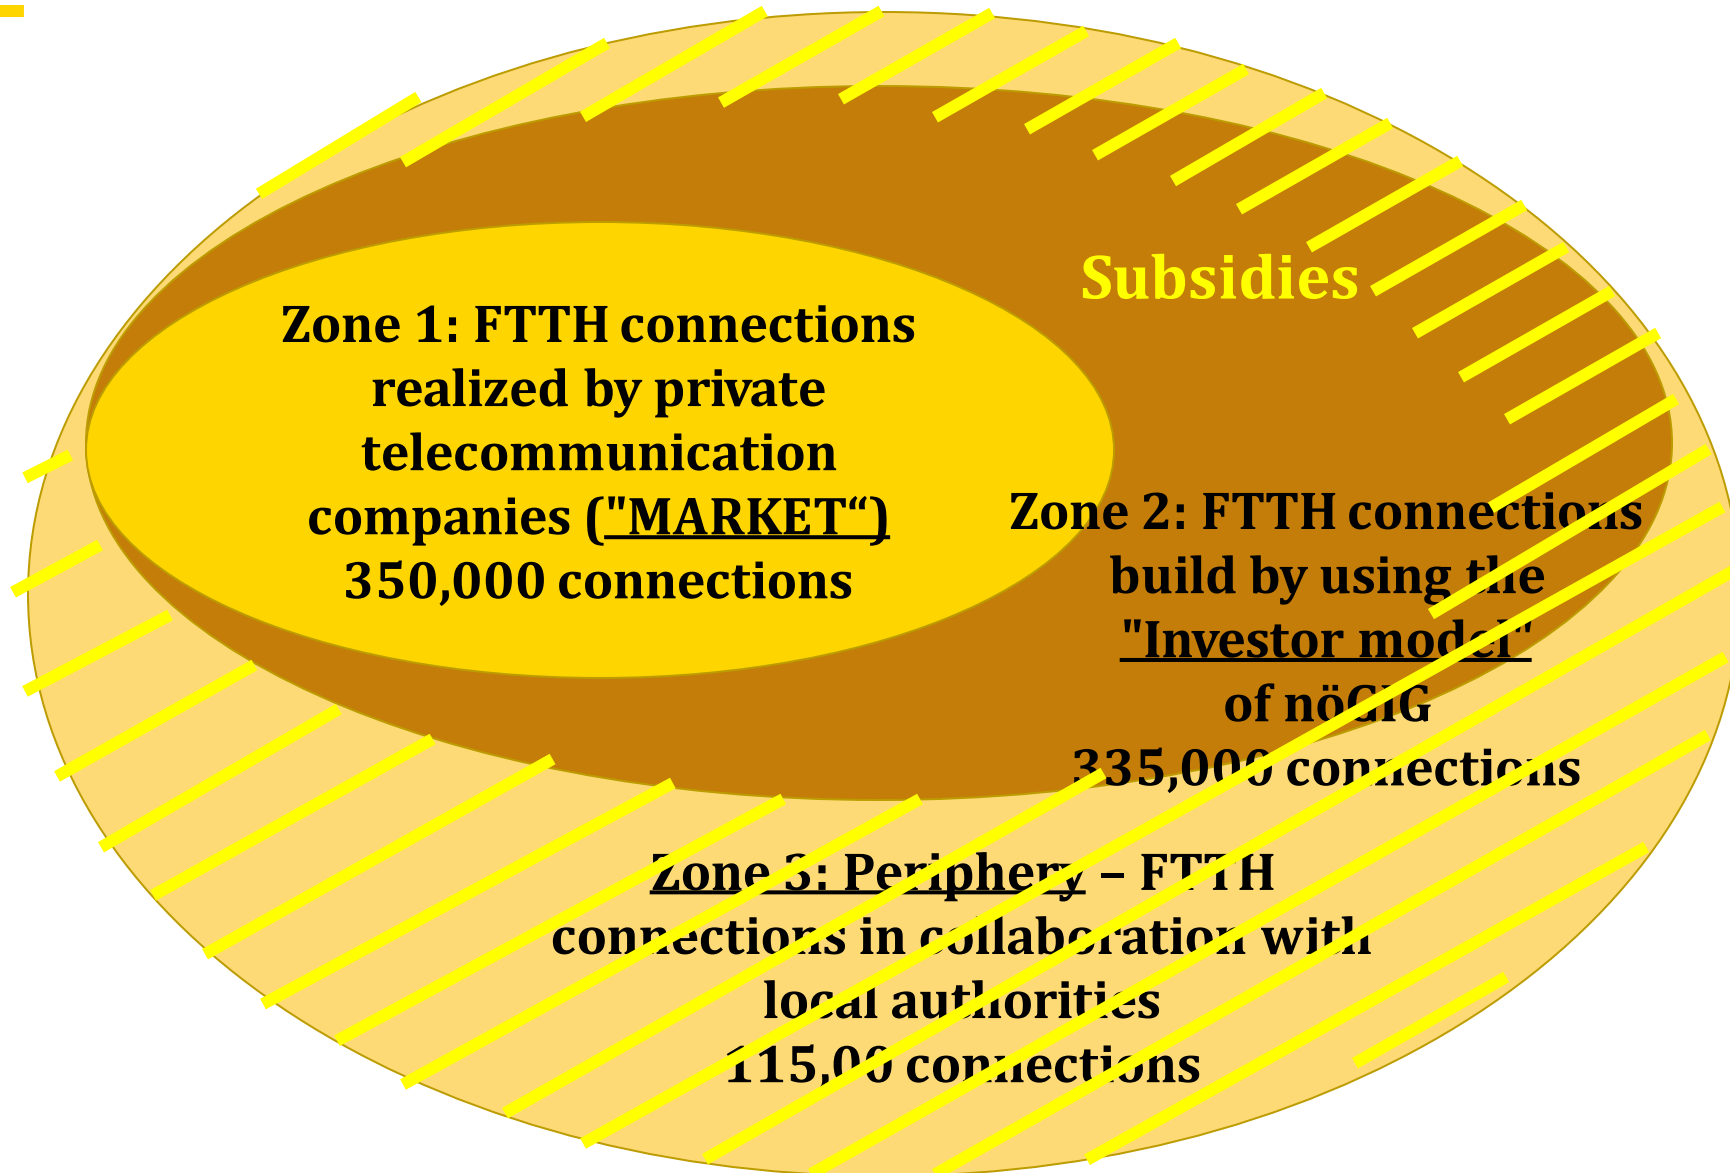 Subsidies
Zone 1: FTTH connections
realized by private
telecommunication
companies ("MARKET“)
350,000 connections
Zone 2: FTTH connections
build by using the
"Investor model"
of nöGIG
335,000 connections
Zone 3: Periphery – FTTH
connections in collaboration with
local authorities
115,00 connections